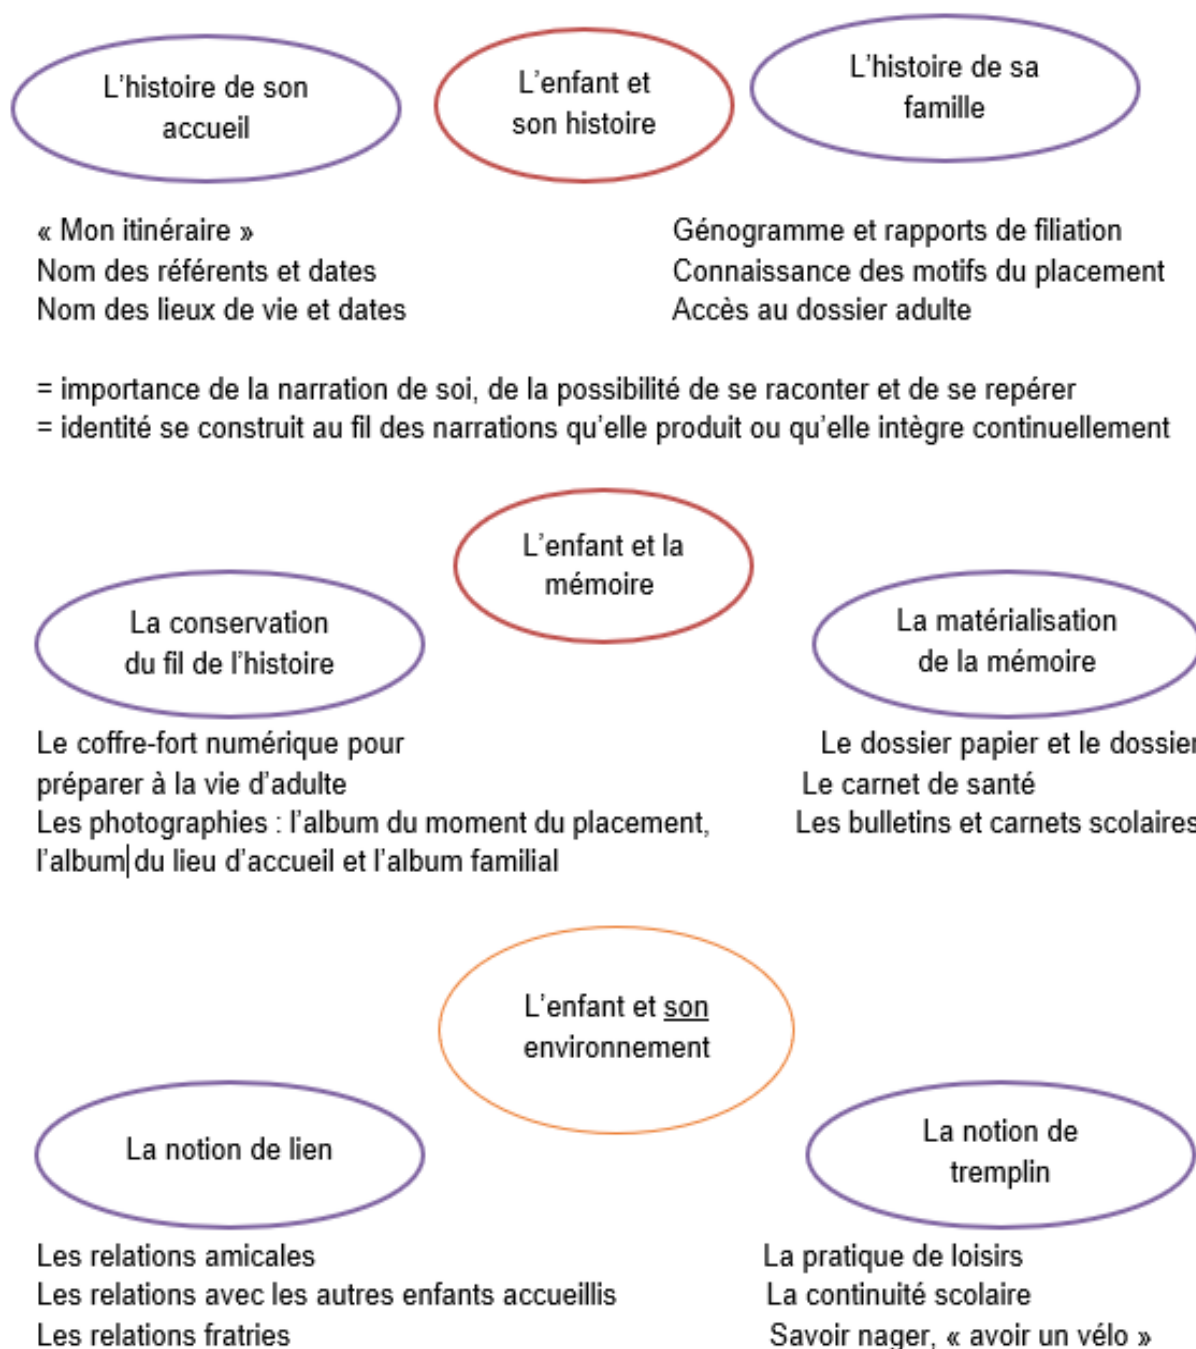 L'histoire de son
accueil
L'enfant et
son histoire
L'histoire de sa
famille
« Mon itinéraire »
Nom des référents et dates
Nom des lieux de vie et dates
Génogramme et rapports de filiation
Connaissance des motifs du placement
Accès au dossier adulte
= importance de la narration de soi, de la possibilité de se raconter et de se repérer
= identité se construit au fil des narrations qu'elle produit ou qu'elle intègre continuellement
L'enfant et la
mémoire
La conservation
du fil de l'histoire
La matérialisation
de la mémoire
Le coffre-fort numérique pour
préparer à la vie d'adulte
Les photographies : l'album du moment du placement,
l'album du lieu d'accueil et l'album familial
Le dossier papier et le dossier
Le carnet de santé
Les bulletins et carnets scolaires
L'enfant et son
environnement
La notion de lien
La notion de
tremplin
Les relations amicales
Les relations avec les autres enfants accueillis
Les relations fratries
La pratique de loisirs
La continuité scolaire
Savoir nager, « avoir un vélo »